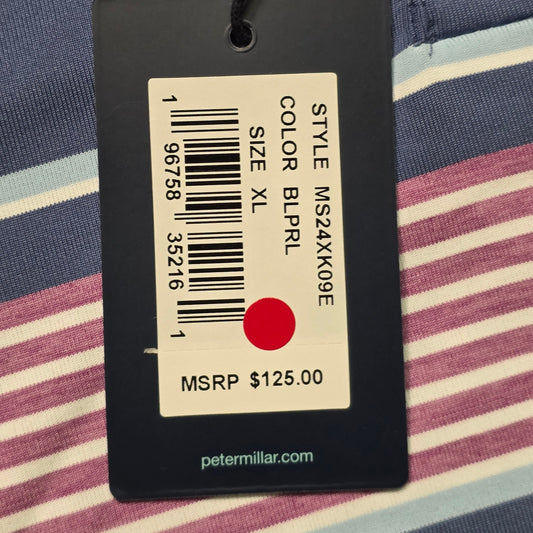 STYLE MS24XK09E
COLOR BLPRL
SIZE XL
1 96758 35216 1
MSRP $125.00
petermillar.com